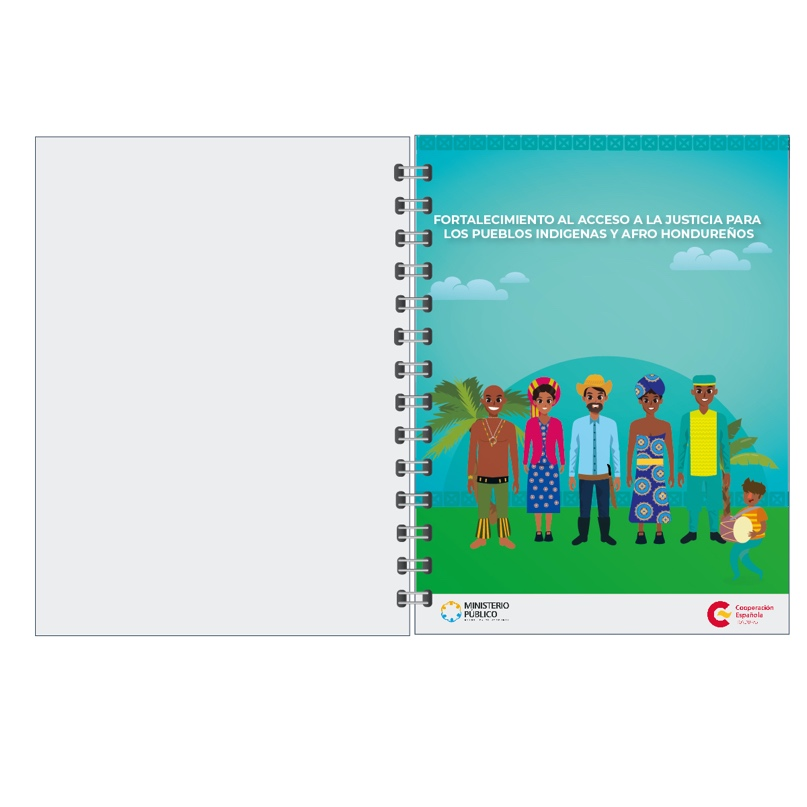 FORTALECIMIENTO AL ACCESO A LA JUSTICIA PARA
LOS PUEBLOS INDIGENAS Y AFRO HONDUREÑOS
MINISTERIO
PÚBLICO
Cooperación
Española